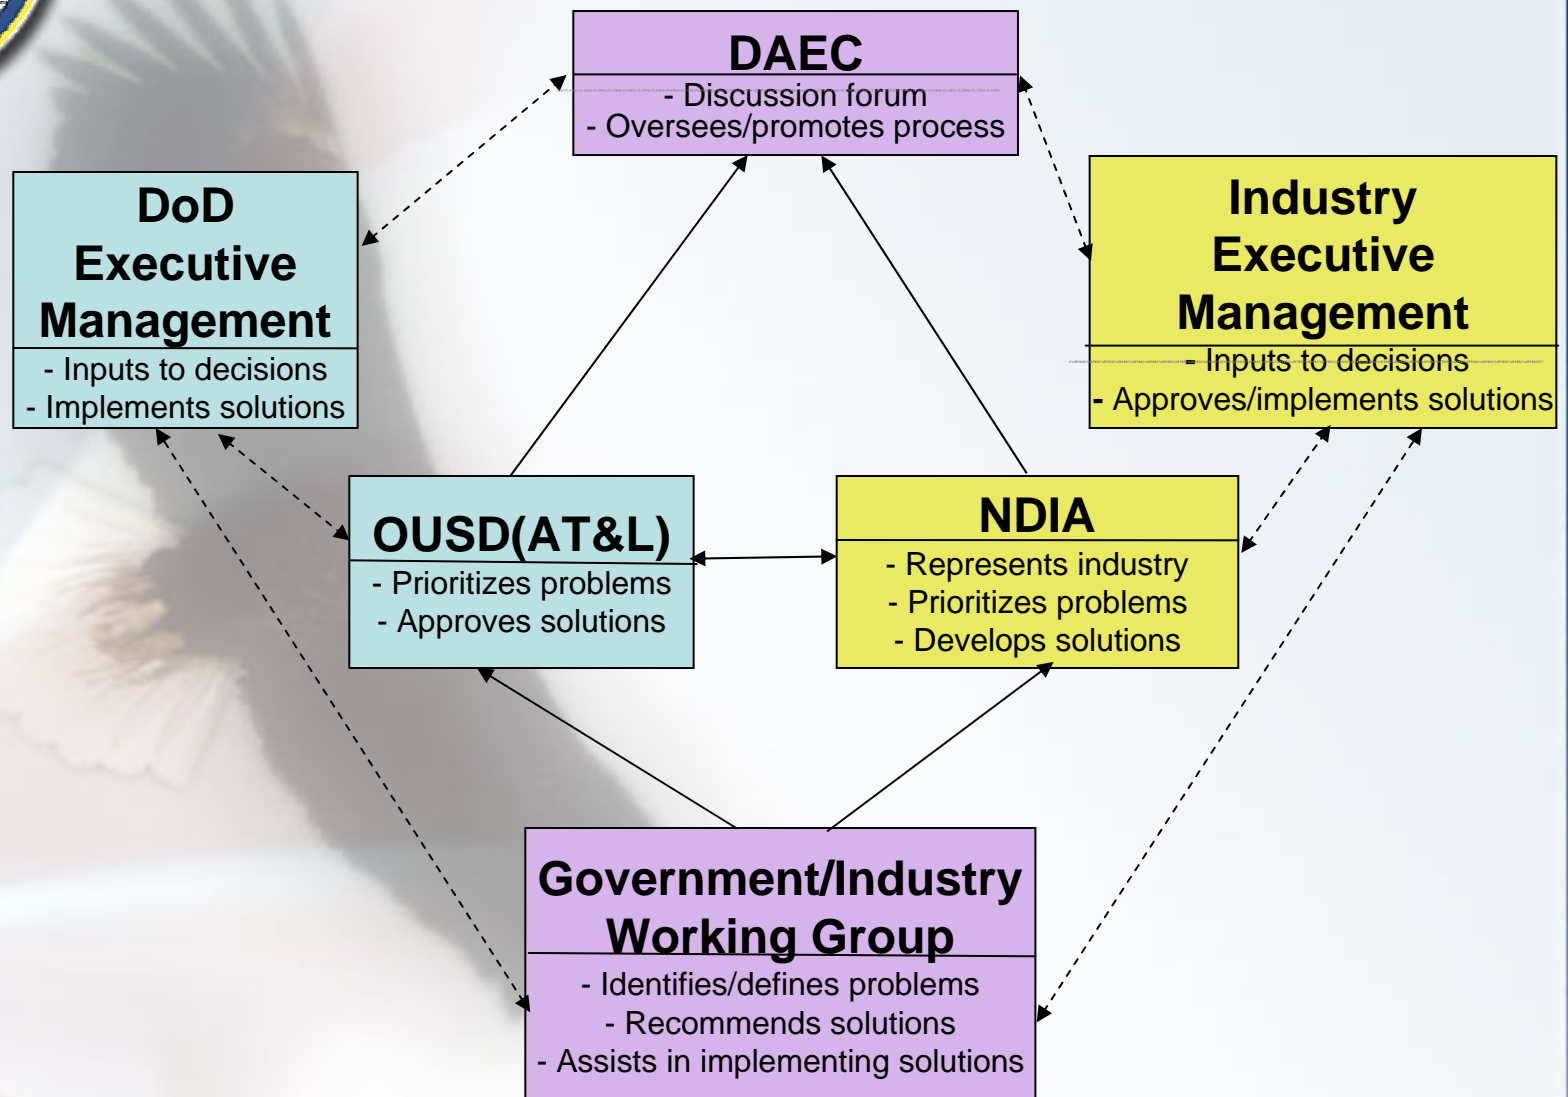 DAEC
- Discussion forum
- Oversees/promotes process
DoD
Executive
Management
- Inputs to decisions
- Implements solutions
Industry
Executive
Management
- Inputs to decisions
- Approves/implements solutions
OUSD(AT&L)
- Prioritizes problems
- Approves solutions
NDIA
- Represents industry
- Prioritizes problems
- Develops solutions
Government/Industry
Working Group
- Identifies/defines problems
- Recommends solutions
- Assists in implementing solutions